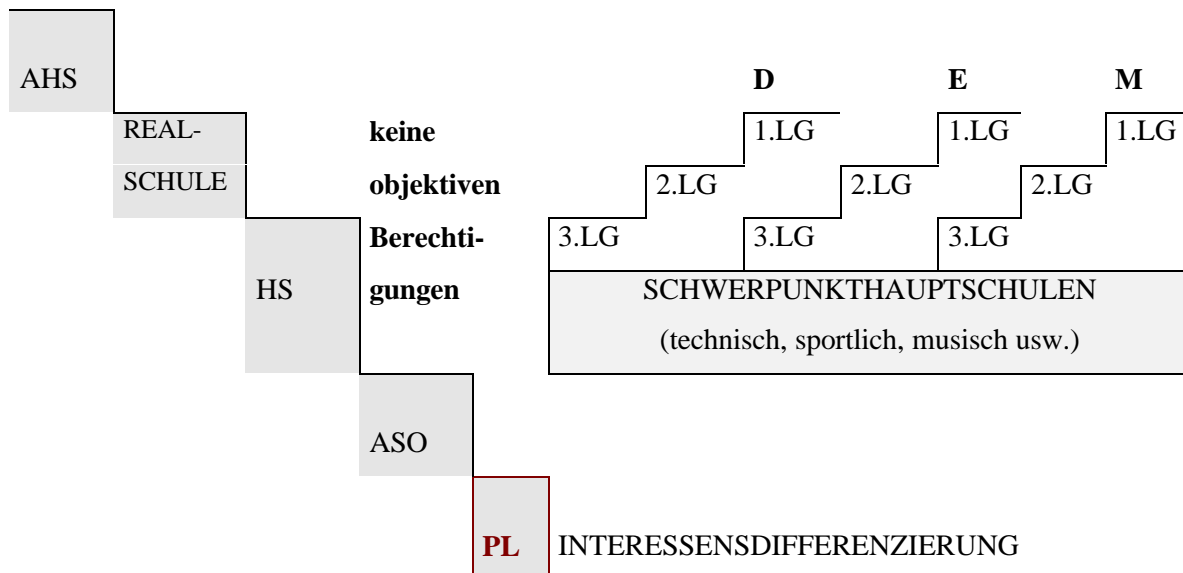 AHS D E M
REAL- keine 1.LG 1.LG 1.LG
SCHULE objektiven 2.LG 2.LG 2.LG
Berechti- 3.LG 3.LG 3.LG
HS gungen SCHWERPUNKTHAUPTSCHULEN
(technisch, sportlich, musisch usw.)
ASO
PL INTERESSENSDIFFERENZIERUNG